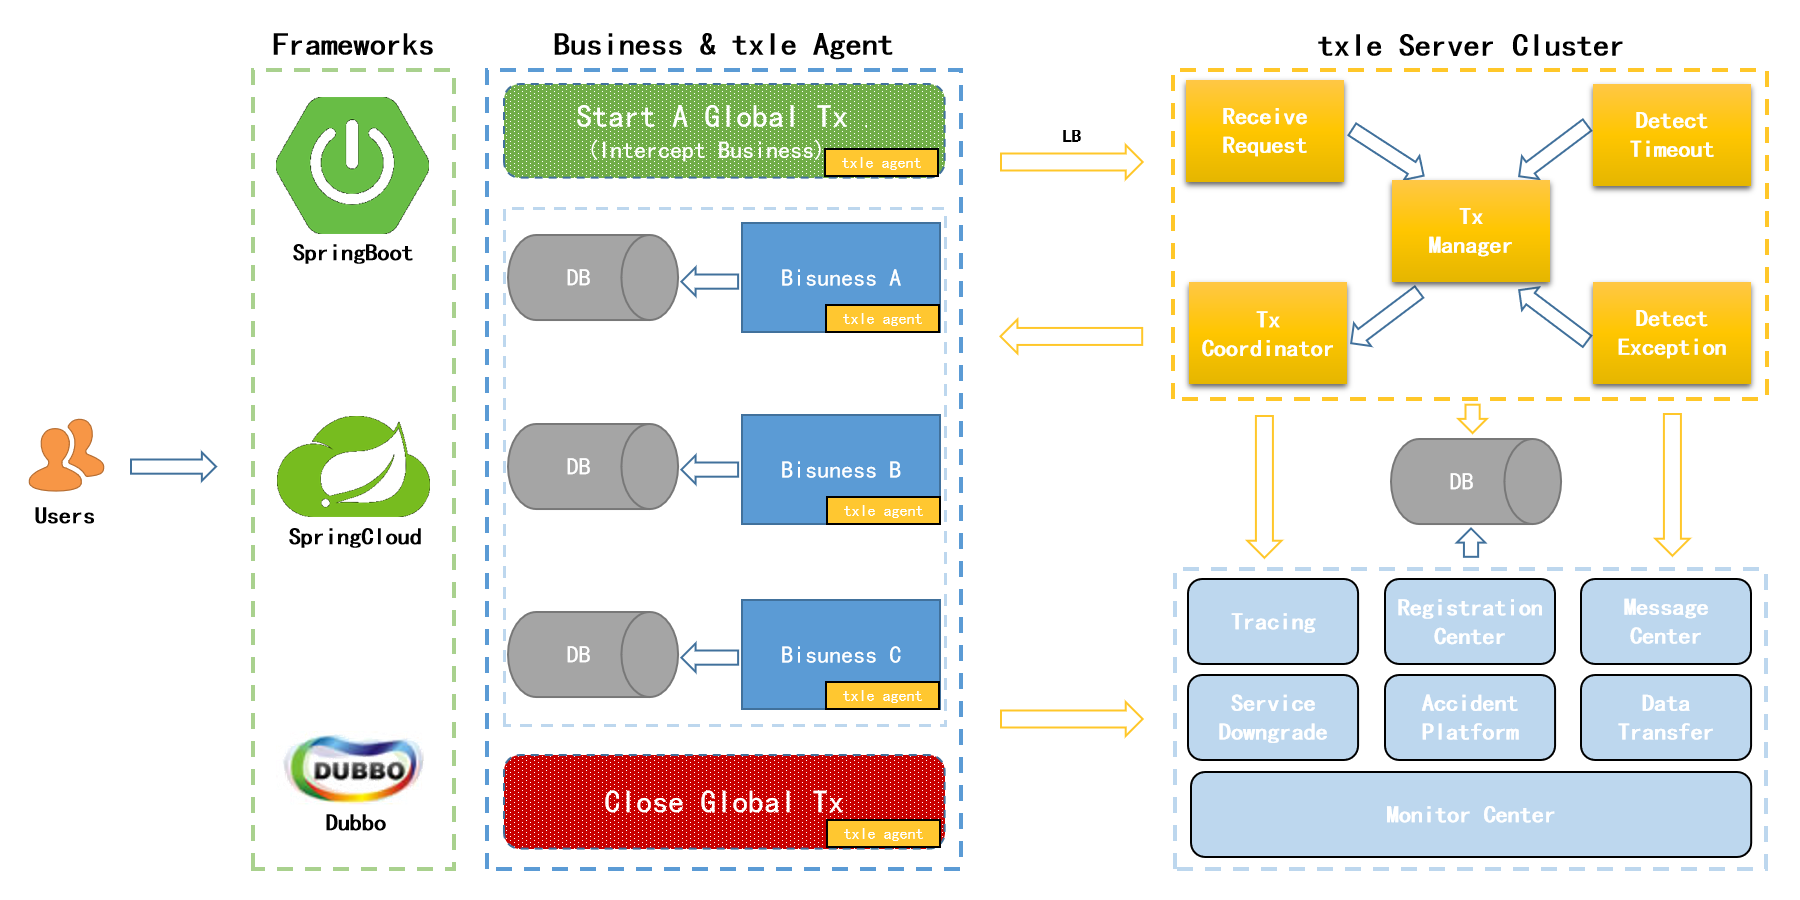 Frameworks
SpringBoot
SpringCloud
DUBBO
Dubbo
Users
Business & txle Agent
Start A Global Tx .
(Intercept Business)
txle agent
DB
Bisuness A
txle agent
DB
Bisuness B
txle agent
DB
Bisuness C
txle agent
Close Global Tx
txle agent
LB
txle Server Cluster
Receive
Request
Detect
Timeout
Tx
Manager
Tx
Coordinator
Detect
Exception
DB
Tracing
Registration
Center
Message
Center
Service
Downgrade
Accident
Platform
Data
Transfer
Monitor Center